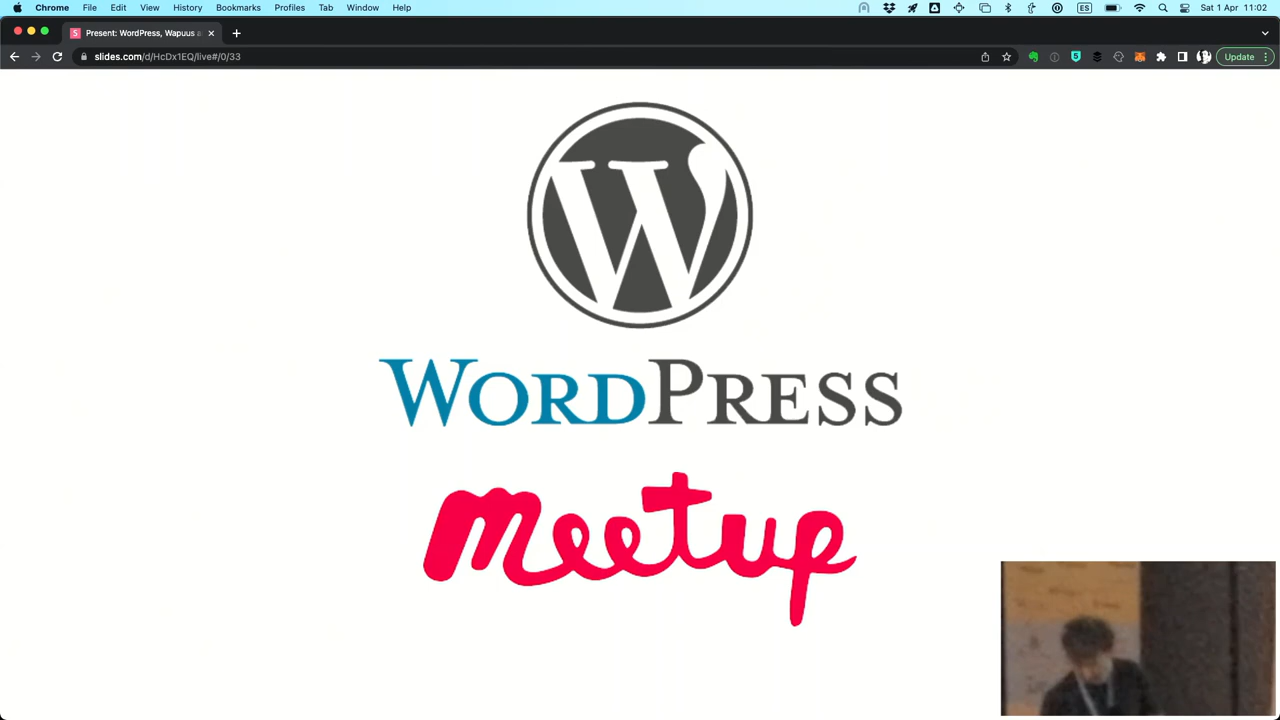 Chrome File Edit View History Bookmarks Profiles Tab Window Help ES Sat 1 Apr 11:02
Present: WordPress, Wapuus a
slides.com/d/HcDx1EQ/live#/0/33 Update
W
WORDPRESS
meetup